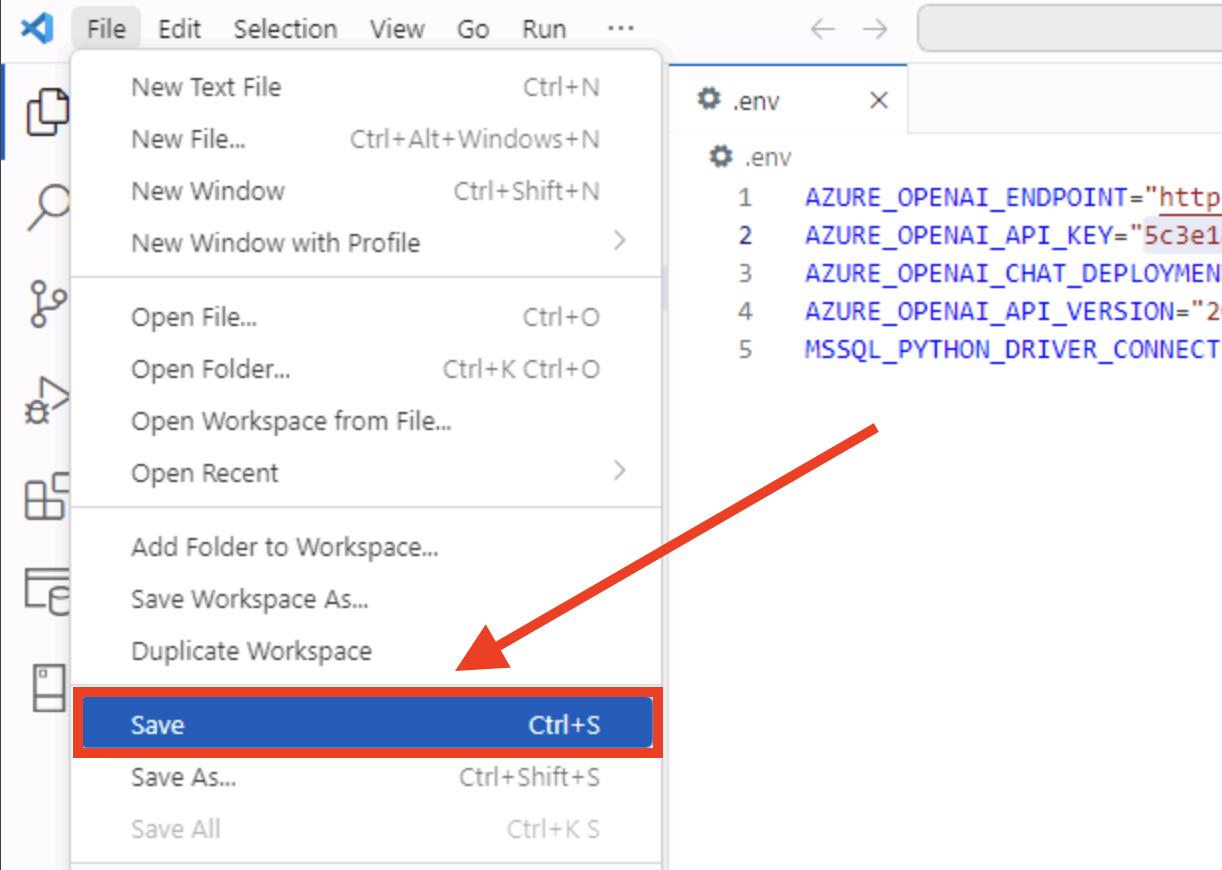 File Edit Selection View Go Run ...
New Text File Ctrl+N
New File... Ctrl+Alt+Windows+N
New Window Ctrl+Shift+N
New Window with Profile
Open File... Ctrl+O
Open Folder... Ctrl+K Ctrl+O
Open Workspace from File...
Open Recent
Add Folder to Workspace...
Save Workspace As...
Duplicate Workspace
Save Ctrl+S
Save As... Ctrl+Shift+S
Save All Ctrl+K S
.env
.env
1 AZURE_OPENAI_ENDPOINT="http
2 AZURE_OPENAI_API_KEY="5c3e1
3 AZURE_OPENAI_CHAT_DEPLOYMEN
4 AZURE_OPENAI_API_VERSION="2
5 MSSQL_PYTHON_DRIVER_CONNECT